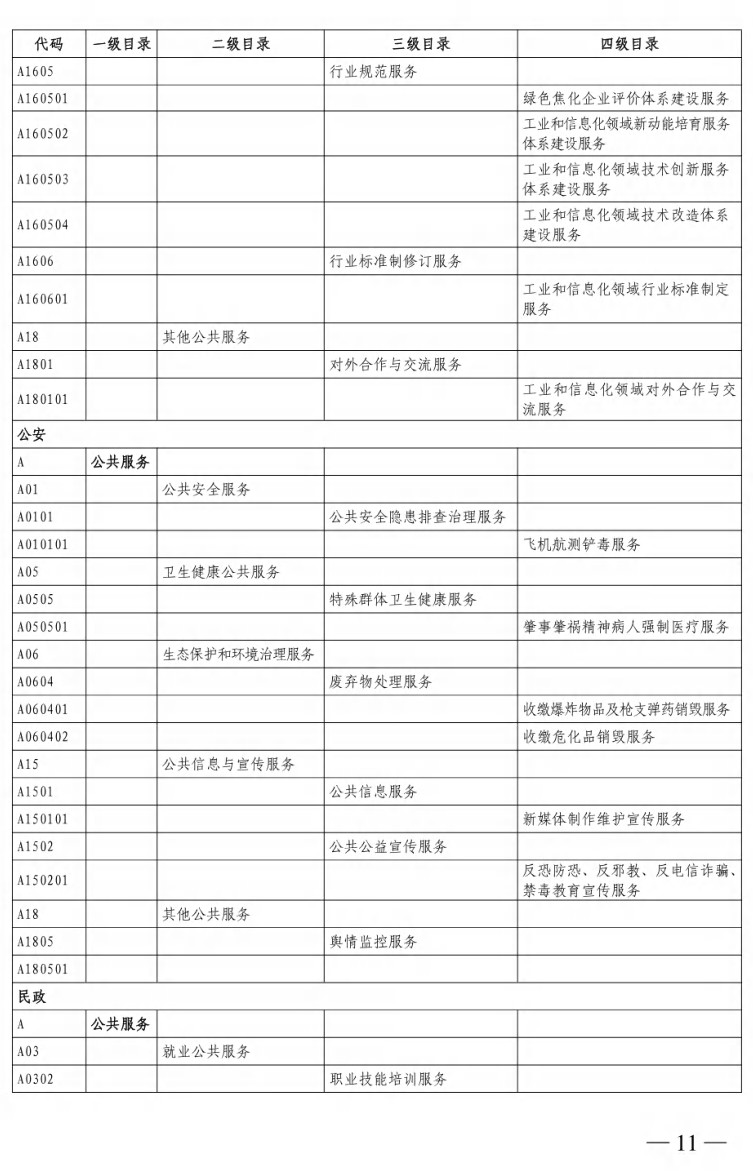 代码 一级目录 二级目录 三级目录 四级目录
A1605 行业规范服务
A160501 绿色焦化企业评价体系建设服务
A160502 工业和信息化领域新动能培育服务
体系建设服务
A160503 工业和信息化领域技术创新服务
体系建设服务
A160504 工业和信息化领域技术改造体系
建设服务
A1606 行业标准制修订服务
A160601 工业和信息化领域行业标准制定
服务
A18 其他公共服务
A1801 对外合作与交流服务
A180101 工业和信息化领域对外合作与交
流服务
公安
A 公共服务
A01 公共安全服务
A0101 公共安全隐患排查治理服务
A010101 飞机航测铲毒服务
A05 卫生健康公共服务
A0505 特殊群体卫生健康服务
A050501 肇事肇祸精神病人强制医疗服务
A06 生态保护和环境治理服务
A0604 废弃物处理服务
A060401 收缴爆炸物品及枪支弹药销毁服务
A060402 收缴危化品销毁服务
A15 公共信息与宣传服务
A1501 公共信息服务
A150101 新媒体制作维护宣传服务
A1502 公共公益宣传服务
A150201 反恐防恐、反邪教、反电信诈骗、
禁毒教育宣传服务
A18 其他公共服务
A1805 舆情监控服务
A180501
民政
A 公共服务
A03 就业公共服务
A0302 职业技能培训服务
— 11 —